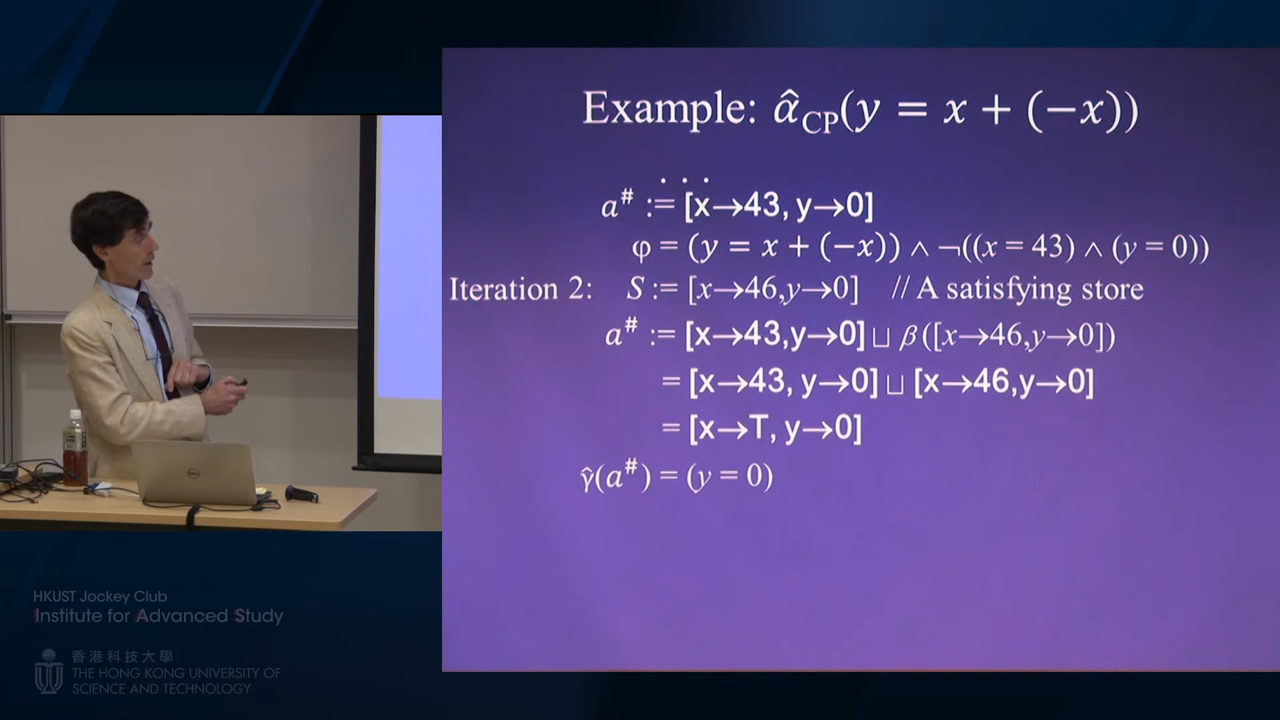 Example: α̂CP(y = x + (−x))
. . .
a# := [x→43, y→0]
φ = (y = x + (−x)) ∧ ¬((x = 43) ∧ (y = 0))
Iteration 2: S := [x→46,y→0] // A satisfying store
a# := [x→43,y→0] ⊔ β([x→46,y→0])
= [x→43, y→0] ⊔ [x→46,y→0]
= [x→⊤, y→0]
γ̂(a#) = (y = 0)
DELL
HKUST Jockey Club
Institute for Advanced Study
香港科技大學
THE HONG KONG UNIVERSITY OF
SCIENCE AND TECHNOLOGY